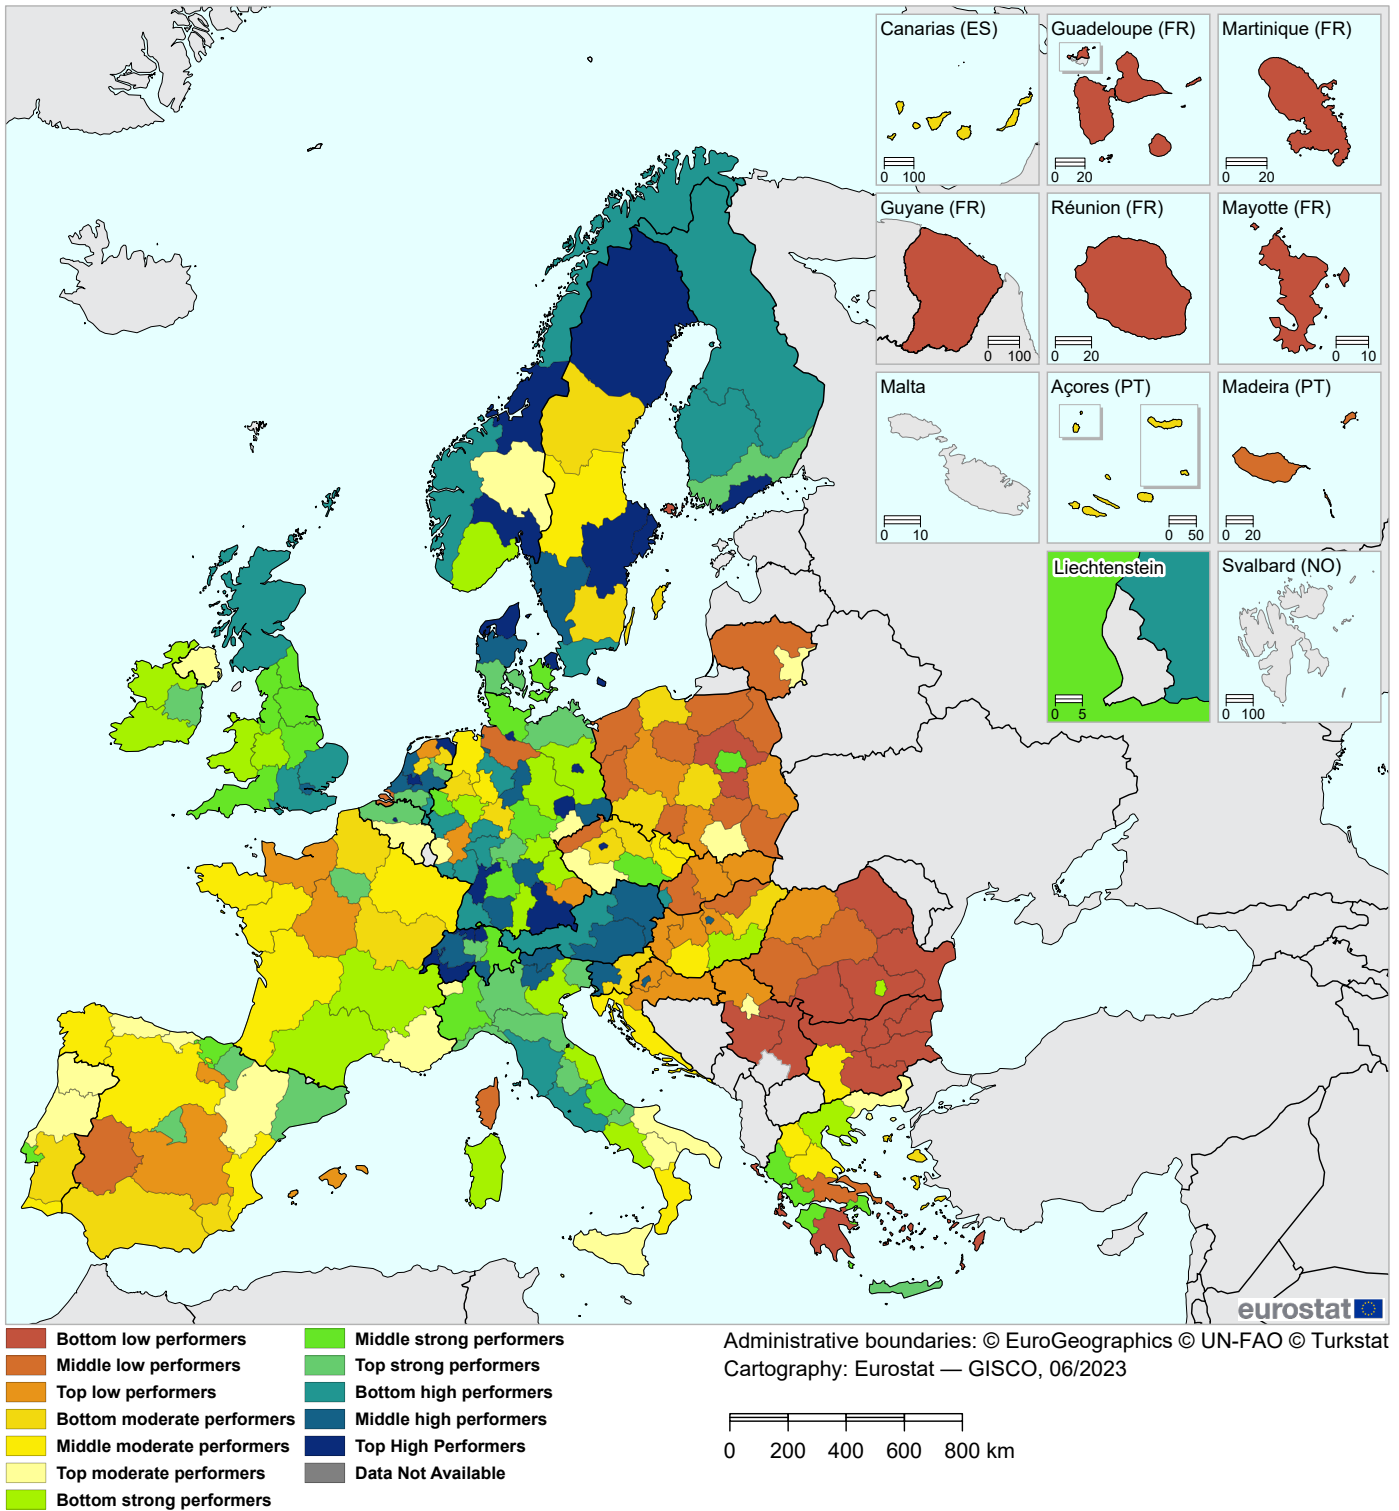 Canarias (ES)
0 100
Guadeloupe (FR)
0 20
Martinique (FR)
0 20
Guyane (FR)
0 100
Réunion (FR)
0 20
Mayotte (FR)
0 10
Malta
0 10
Açores (PT)
0 50
Madeira (PT)
0 20
Liechtenstein
0 5
Svalbard (NO)
0 100
eurostat
Bottom low performers
Middle low performers
Top low performers
Bottom moderate performers
Middle moderate performers
Top moderate performers
Bottom strong performers
Middle strong performers
Top strong performers
Bottom high performers
Middle high performers
Top High Performers
Data Not Available
Administrative boundaries: © EuroGeographics © UN-FAO © Turkstat
Cartography: Eurostat — GISCO, 06/2023
0 200 400 600 800 km